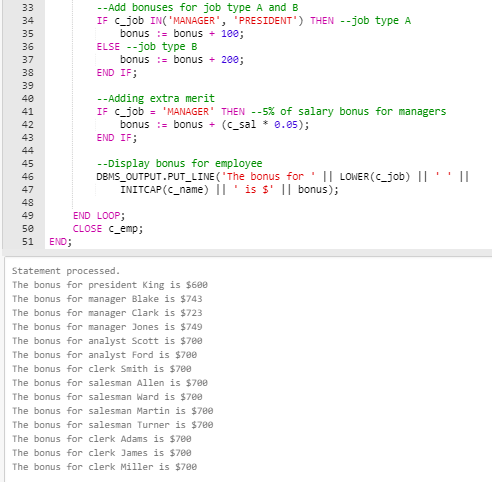 33 --Add bonuses for job type A and B
34 IF c_job IN('MANAGER', 'PRESIDENT') THEN --job type A
35 bonus := bonus + 100;
36 ELSE --job type B
37 bonus := bonus + 200;
38 END IF;
39
40 --Adding extra merit
41 IF c_job = 'MANAGER' THEN --5% of salary bonus for managers
42 bonus := bonus + (c_sal * 0.05);
43 END IF;
44
45 --Display bonus for employee
46 DBMS_OUTPUT.PUT_LINE('The bonus for ' || LOWER(c_job) || ' ' ||
47 INITCAP(c_name) || ' is $' || bonus);
48
49 END LOOP;
50 CLOSE c_emp;
51 END;
Statement processed.
The bonus for president King is $600
The bonus for manager Blake is $743
The bonus for manager Clark is $723
The bonus for manager Jones is $749
The bonus for analyst Scott is $700
The bonus for analyst Ford is $700
The bonus for clerk Smith is $700
The bonus for salesman Allen is $700
The bonus for salesman Ward is $700
The bonus for salesman Martin is $700
The bonus for salesman Turner is $700
The bonus for clerk Adams is $700
The bonus for clerk James is $700
The bonus for clerk Miller is $700